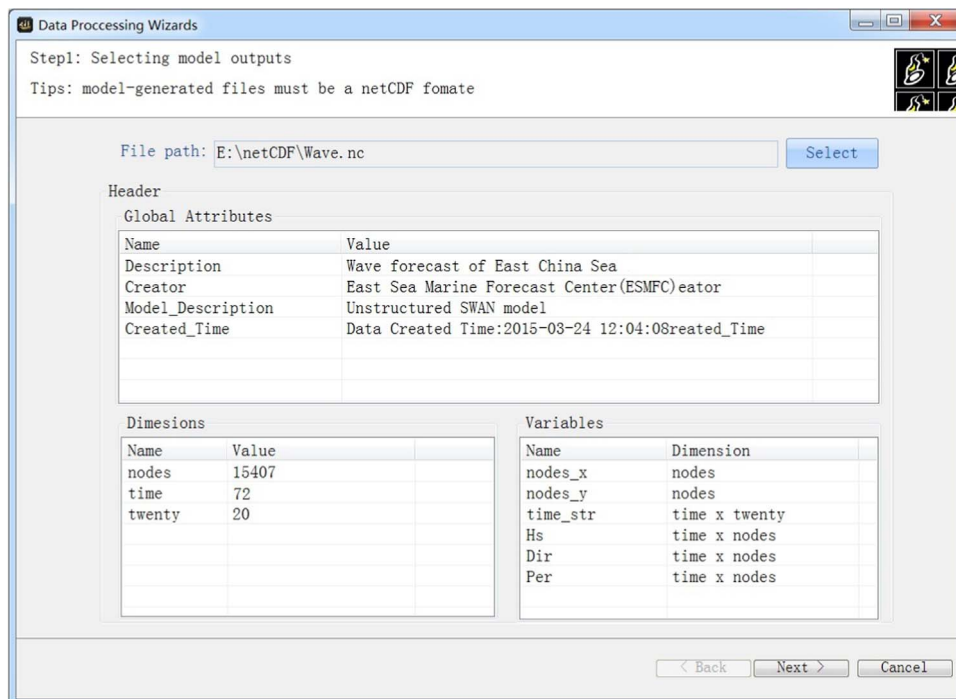 Data Proccessing Wizards
Step1: Selecting model outputs
Tips: model-generated files must be a netCDF fomate
File path: E:\netCDF\Wave.nc Select
Header
Global Attributes
Name Value
Description Wave forecast of East China Sea
Creator East Sea Marine Forecast Center(ESMFC)eator
Model_Description Unstructured SWAN model
Created_Time Data Created Time:2015-03-24 12:04:08reated_Time
Dimesions
Name Value
nodes 15407
time 72
twenty 20
Variables
Name Dimension
nodes_x nodes
nodes_y nodes
time_str time x twenty
Hs time x nodes
Dir time x nodes
Per time x nodes
< Back Next > Cancel